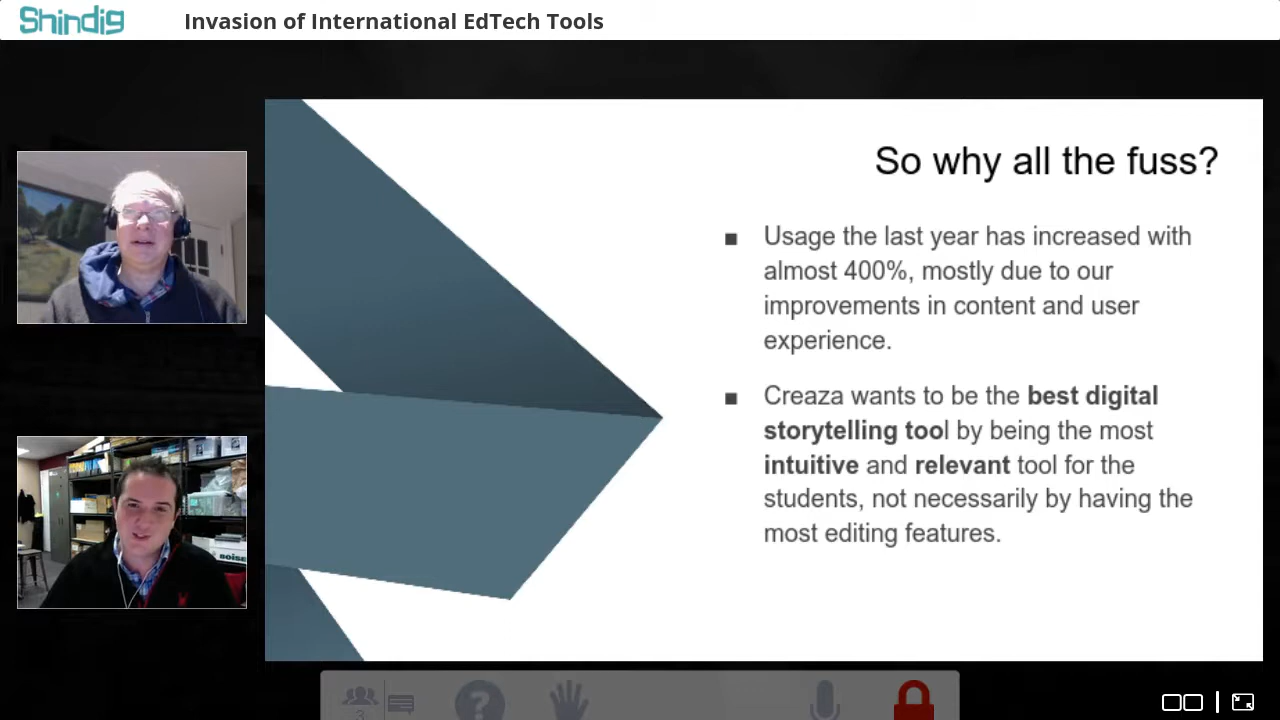 Shindig
Invasion of International EdTech Tools
So why all the fuss?
Usage the last year has increased with
almost 400%, mostly due to our
improvements in content and user
experience.
Creaza wants to be the best digital
storytelling tool by being the most
intuitive and relevant tool for the
students, not necessarily by having the
most editing features.
?